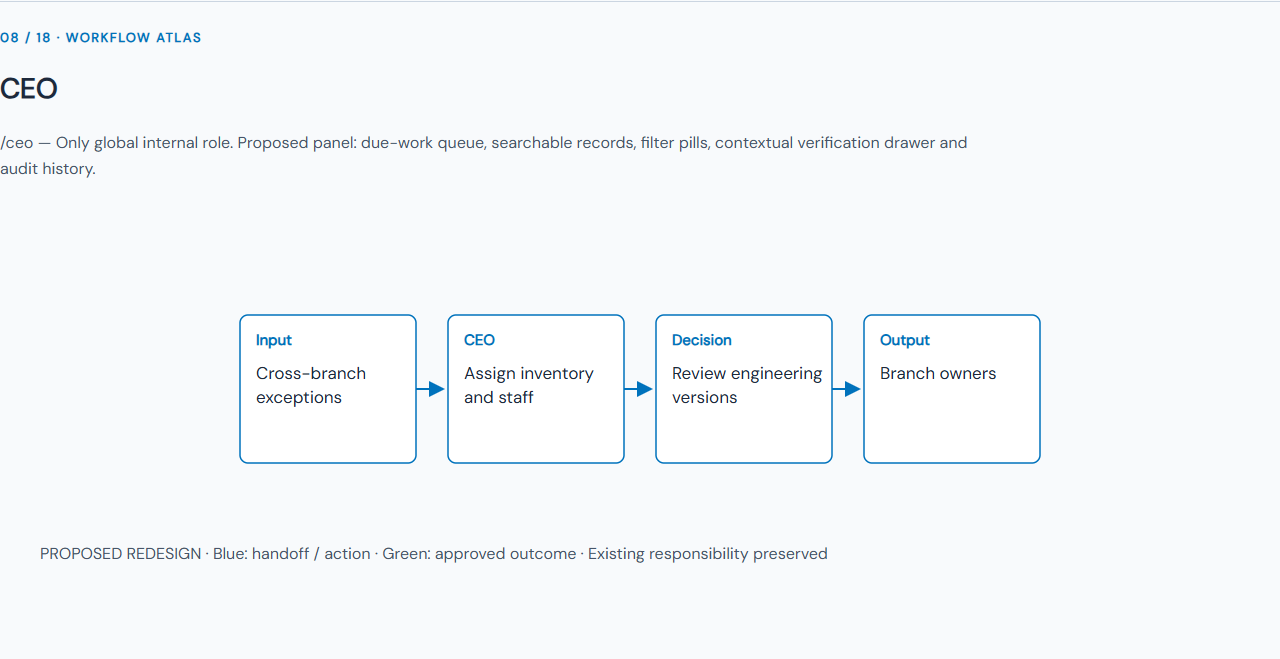 08 / 18 · WORKFLOW ATLAS
CEO
/ceo — Only global internal role. Proposed panel: due-work queue, searchable records, filter pills, contextual verification drawer and
audit history.
Input
Cross-branch
exceptions
CEO
Assign inventory
and staff
Decision
Review engineering
versions
Output
Branch owners
PROPOSED REDESIGN · Blue: handoff / action · Green: approved outcome · Existing responsibility preserved